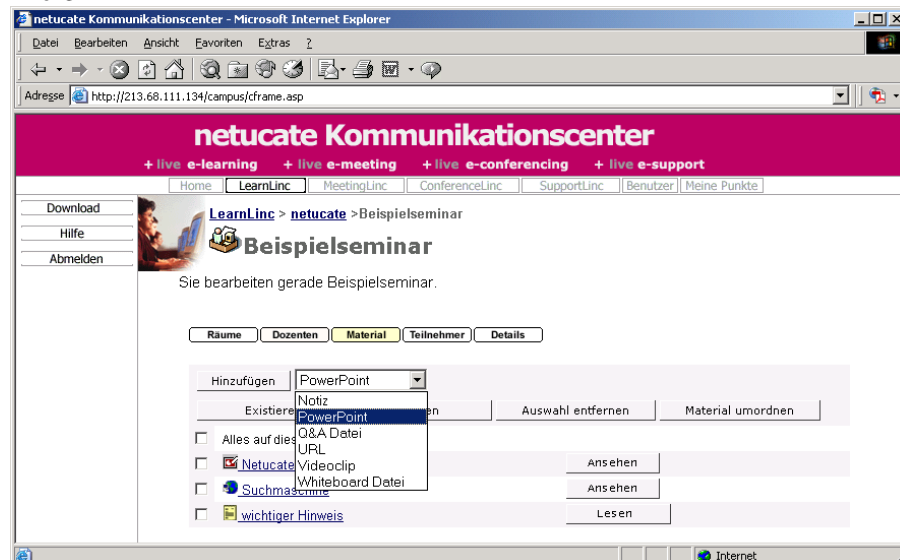 netucate Kommunikationscenter - Microsoft Internet Explorer
Datei Bearbeiten Ansicht Favoriten Extras ?
Adresse http://213.68.111.134/campus/cframe.asp
netucate Kommunikationscenter
+ live e-learning + live e-meeting + live e-conferencing + live e-support
Home LearnLinc MeetingLinc ConferenceLinc SupportLinc Benutzer Meine Punkte
Download
Hilfe
Abmelden
LearnLinc > netucate >Beispielseminar
Beispielseminar
Sie bearbeiten gerade Beispielseminar.
Räume Dozenten Material Teilnehmer Details
Hinzufügen PowerPoint
Notiz
PowerPoint
Q&A Datei
URL
Videoclip
Whiteboard Datei
Auswahl entfernen Material umordnen
Alles auf
Netucate Ansehen
Ansehen
wichtiger Hinweis Lesen
Internet